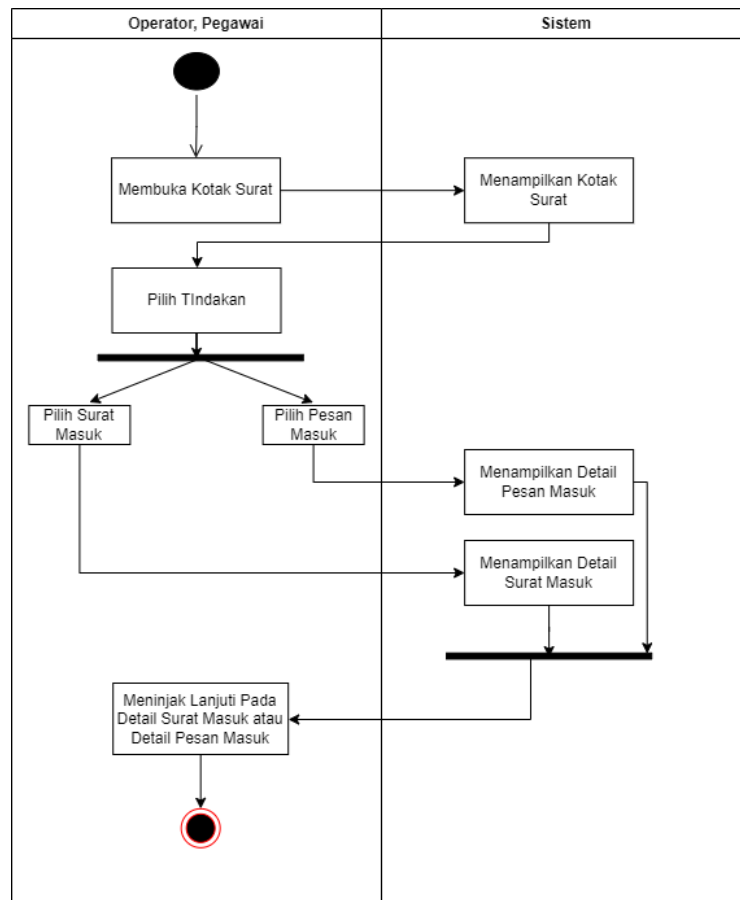 Operator, Pegawai
Sistem
Membuka Kotak Surat
Menampilkan Kotak
Surat
Pilih TIndakan
Pilih Surat
Masuk
Pilih Pesan
Masuk
Menampilkan Detail
Pesan Masuk
Menampilkan Detail
Surat Masuk
Meninjak Lanjuti Pada
Detail Surat Masuk atau
Detail Pesan Masuk